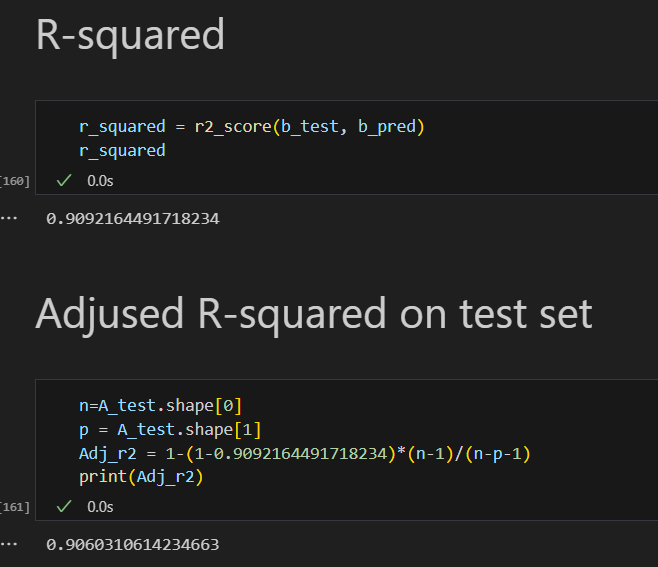 R-squared
r_squared = r2_score(b_test, b_pred)
r_squared
[160]
0.0s
0.9092164491718234
Adjused R-squared on test set
n=A_test.shape[0]
p = A_test.shape[1]
Adj_r2 = 1-(1-0.9092164491718234)*(n-1)/(n-p-1)
print(Adj_r2)
[161]
0.0s
0.9060310614234663